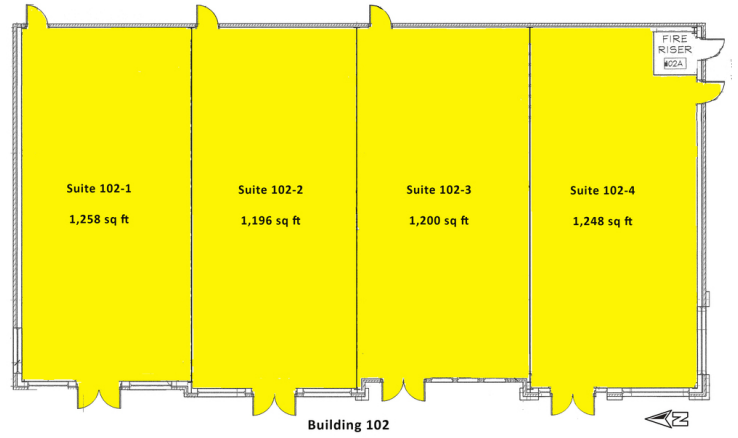 FIRE
RISER
102A
Suite 102-1
Suite 102-2
Suite 102-3
Suite 102-4
1,258 sq ft
1,196 sq ft
1,200 sq ft
1,248 sq ft
Building 102
N